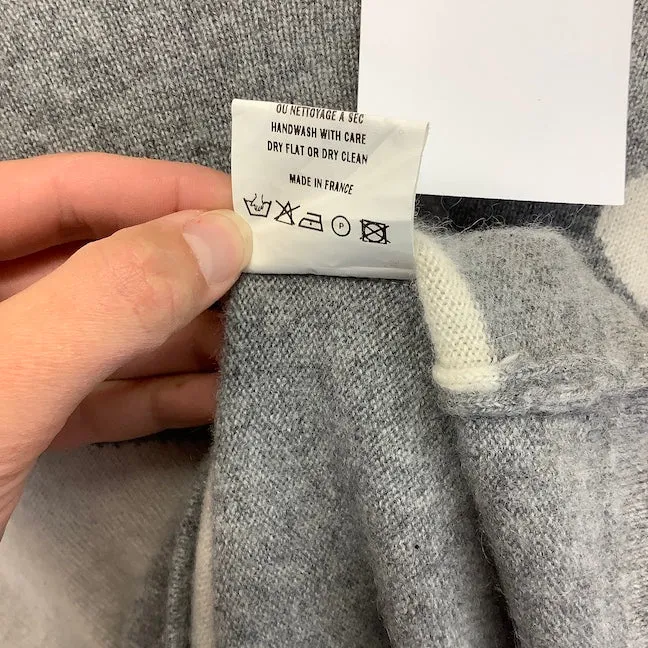 OU NETTOYAGE A SEC
HANDWASH WITH CARE
DRY FLAT OR DRY CLEAN
MADE IN FRANCE
P